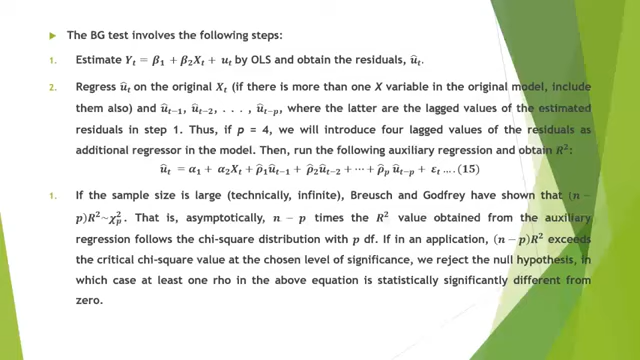 The BG test involves the following steps:
1. Estimate Yₜ = β₁ + β₂Xₜ + uₜ by OLS and obtain the residuals, ûₜ.
2. Regress ûₜ on the original Xₜ (if there is more than one X variable in the original model, include
them also) and ûₜ₋₁, ûₜ₋₂, . . . , ûₜ₋ₚ, where the latter are the lagged values of the estimated
residuals in step 1. Thus, if p = 4, we will introduce four lagged values of the residuals as
additional regressor in the model. Then, run the following auxiliary regression and obtain R²:
ûₜ = α₁ + α₂Xₜ + ρ̂₁ûₜ₋₁ + ρ̂₂ûₜ₋₂ + ⋯ + ρ̂ₚ ûₜ₋ₚ + εₜ … . (15)
1. If the sample size is large (technically, infinite), Breusch and Godfrey have shown that (n −
p)R²~χ²ₚ. That is, asymptotically, n − p times the R² value obtained from the auxiliary
regression follows the chi-square distribution with p df. If in an application, (n − p)R² exceeds
the critical chi-square value at the chosen level of significance, we reject the null hypothesis, in
which case at least one rho in the above equation is statistically significantly different from
zero.